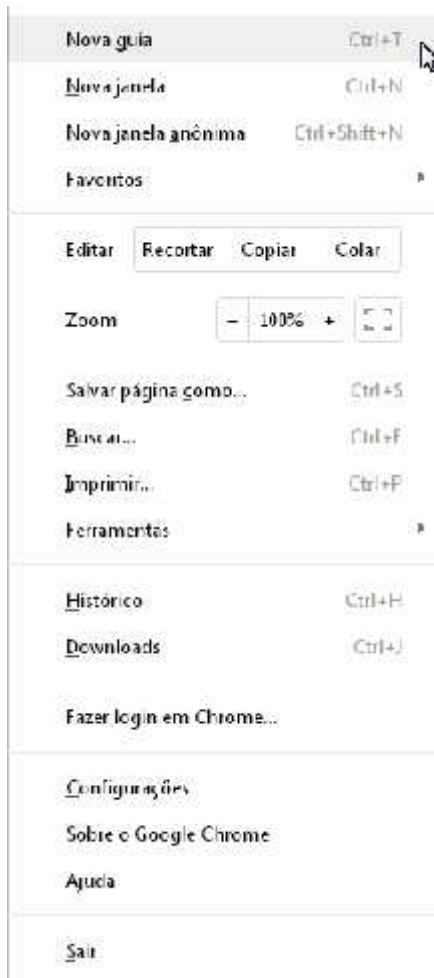 Nova guia Ctrl+T
Nova janela Ctrl+N
Nova janela anônima Ctrl+Shift+N
Favoritos
Editar Recortar Copiar Colar
Zoom - 100% +
Salvar página como... Ctrl+S
Buscar... Ctrl+F
Imprimir... Ctrl+P
Ferramentas
Histórico Ctrl+H
Downloads Ctrl+J
Fazer login em Chrome...
Configurações
Sobre o Google Chrome
Ajuda
Sair